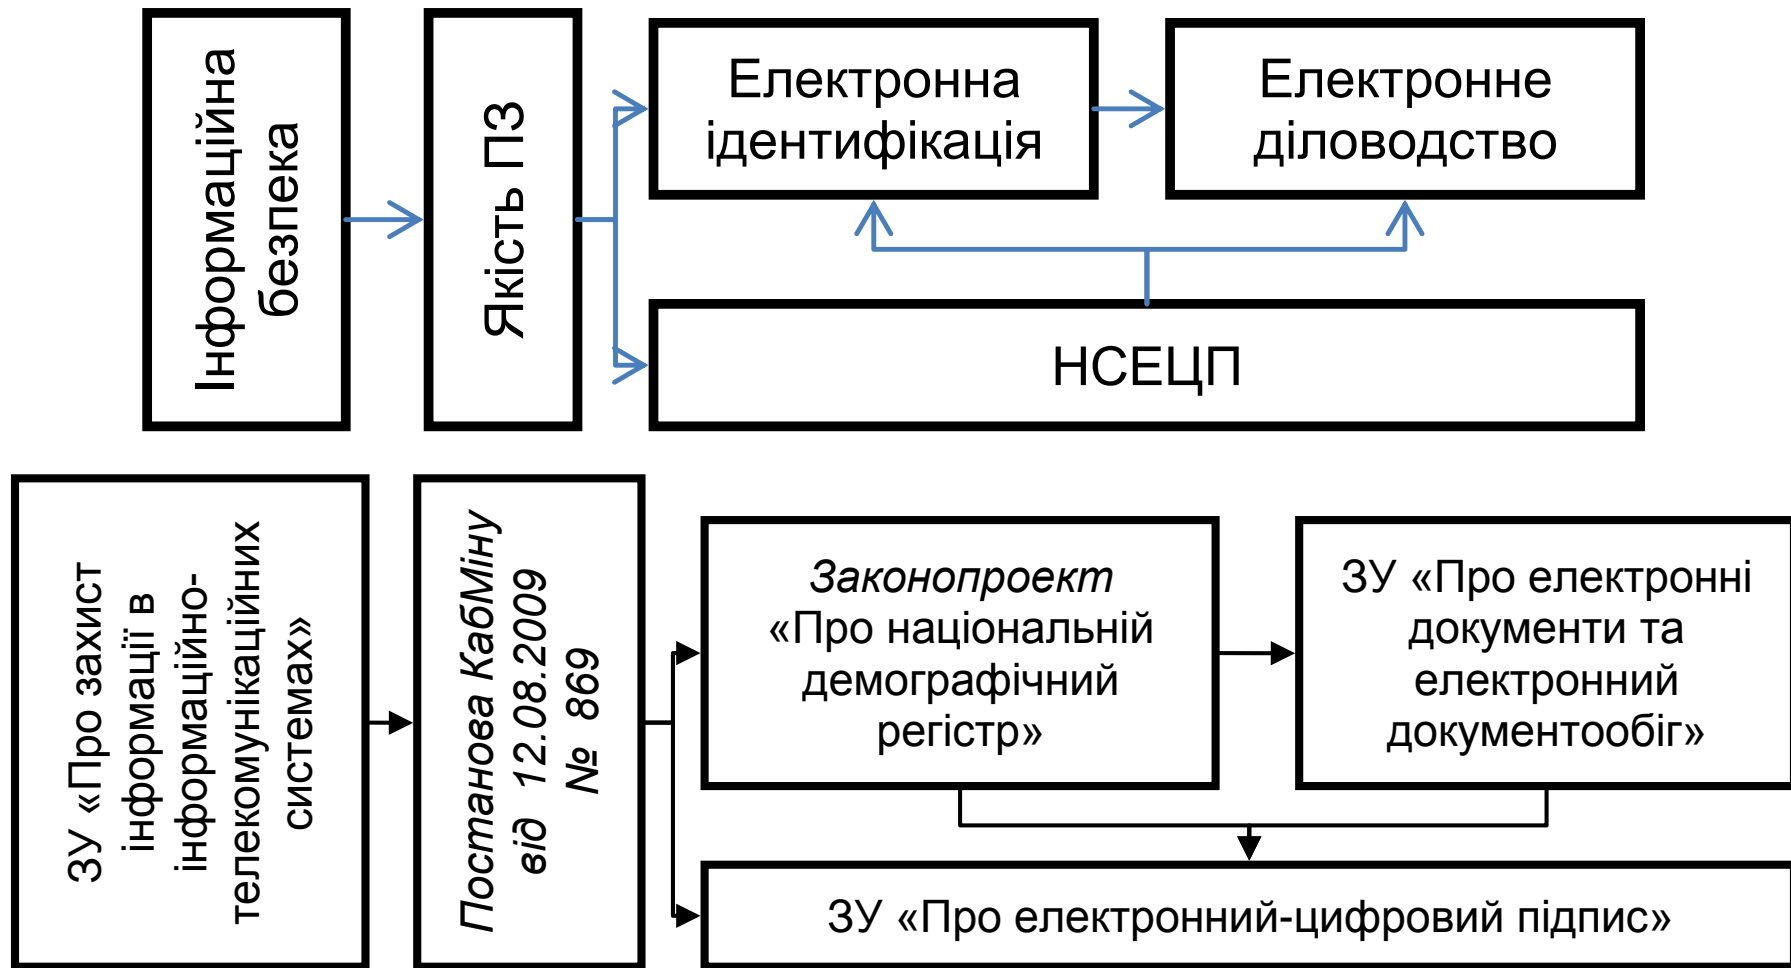 Інформаційна
безпека
Якість ПЗ
Електронна
ідентифікація
Електронне
діловодство
НСЕЦП
ЗУ «Про захист
інформації в
інформаційно-
телекомунікаційних
системах»
Постанова КабМіну
від 12.08.2009
№ 869
Законопроект
«Про національній
демографічний
регістр»
ЗУ «Про електронні
документи та
електронний
документообіг»
ЗУ «Про електронний-цифровий підпис»